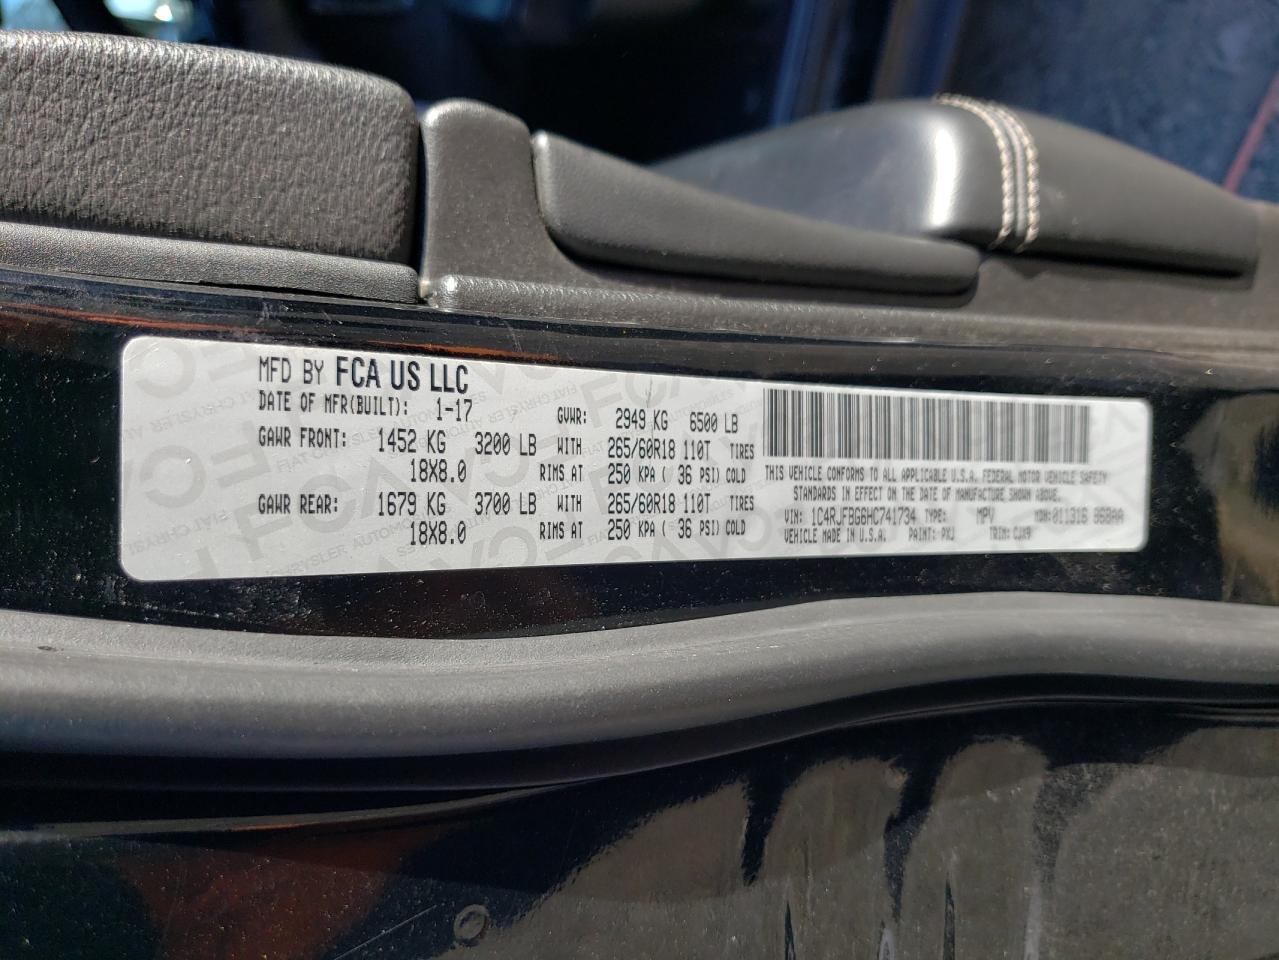 MFD BY FCA US LLC
DATE OF MFR(BUILT): 1-17 GVWR: 2949 KG 6500 LB
GAWR FRONT: 1452 KG 3200 LB WITH 265/60R18 110T TIRES
18X8.0 RIMS AT 250 KPA ( 36 PSI) COLD
GAWR REAR: 1679 KG 3700 LB WITH 265/60R18 110T TIRES
18X8.0 RIMS AT 250 KPA ( 36 PSI) COLD
THIS VEHICLE CONFORMS TO ALL APPLICABLE U.S.A. FEDERAL MOTOR VEHICLE SAFETY
STANDARDS IN EFFECT ON THE DATE OF MANUFACTURE SHOWN ABOVE.
VIN: 1C4RJFBG6HC741734 TYPE: MPV MDH: 011316
VEHICLE MADE IN U.S.A. PAINT: PXJ TRIM: CJX9